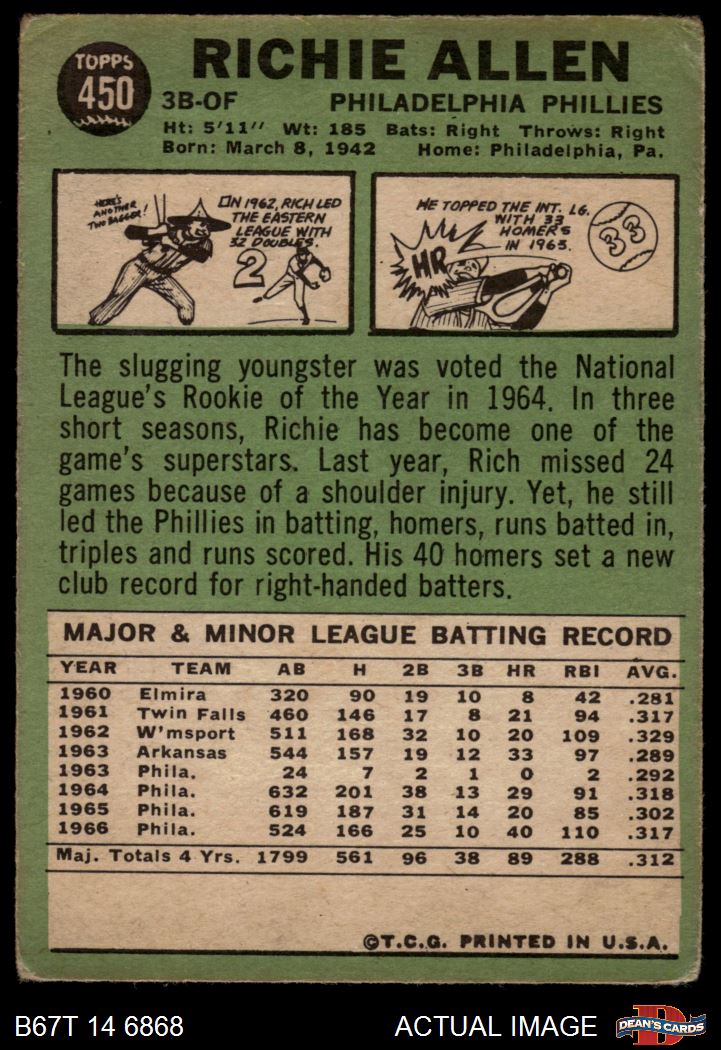 TOPPS
450
RICHIE ALLEN
3B-OF PHILADELPHIA PHILLIES
Ht: 5'11″ Wt: 185 Bats: Right Throws: Right
Born: March 8, 1942 Home: Philadelphia, Pa.
HERE'S
ANOTHER
TWO BAGGER!
IN 1962, RICH LED
THE EASTERN
LEAGUE WITH
32 DOUBLES.
2
HE TOPPED THE INT. LG.
WITH 33
HOMERS
IN 1963.
HR
33
The slugging youngster was voted the National
League's Rookie of the Year in 1964. In three
short seasons, Richie has become one of the
game's superstars. Last year, Rich missed 24
games because of a shoulder injury. Yet, he still
led the Phillies in batting, homers, runs batted in,
triples and runs scored. His 40 homers set a new
club record for right-handed batters.
MAJOR & MINOR LEAGUE BATTING RECORD
YEAR TEAM AB H 2B 3B HR RBI AVG.
1960 Elmira 320 90 19 10 8 42 .281
1961 Twin Falls 460 146 17 8 21 94 .317
1962 W'msport 511 168 32 10 20 109 .329
1963 Arkansas 544 157 19 12 33 97 .289
1963 Phila. 24 7 2 1 0 2 .292
1964 Phila. 632 201 38 13 29 91 .318
1965 Phila. 619 187 31 14 20 85 .302
1966 Phila. 524 166 25 10 40 110 .317
Maj. Totals 4 Yrs. 1799 561 96 38 89 288 .312
©T.C.G. PRINTED IN U.S.A.
B67T 14 6868 ACTUAL IMAGE
D
DEAN'S CARDS